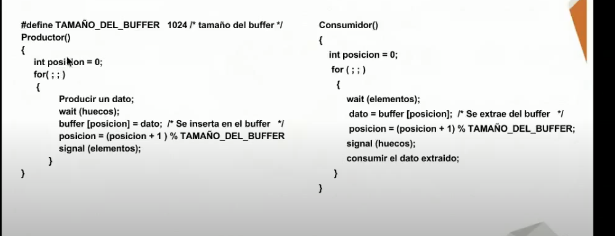 #define TAMAÑO_DEL_BUFFER 1024 /* tamaño del buffer */
Productor()
{
int posicion = 0;
for( ; ; )
{
Producir un dato;
wait (huecos);
buffer [posicion] = dato; /* Se inserta en el buffer */
posicion = (posicion + 1 ) % TAMAÑO_DEL_BUFFER
signal (elementos);
}
}
Consumidor()
{
int posicion = 0;
for ( ; ; )
{
wait (elementos);
dato = buffer [posicion]; /* Se extrae del buffer */
posicion = (posicion + 1) % TAMAÑO_DEL_BUFFER;
signal (huecos);
consumir el dato extraido;
}
}